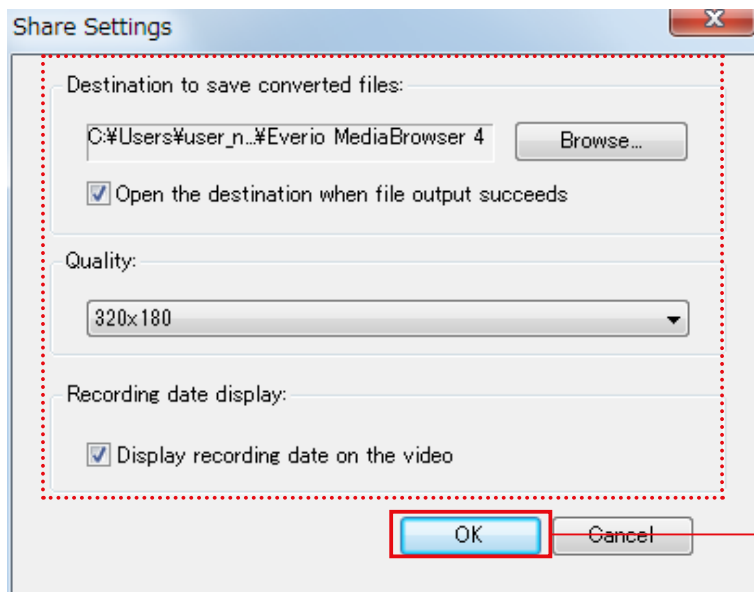 Share Settings
Destination to save converted files:
C:¥Users¥user_n...¥Everio MediaBrowser 4
Browse...
Open the destination when file output succeeds
Quality:
320x180
Recording date display:
Display recording date on the video
OK
Cancel